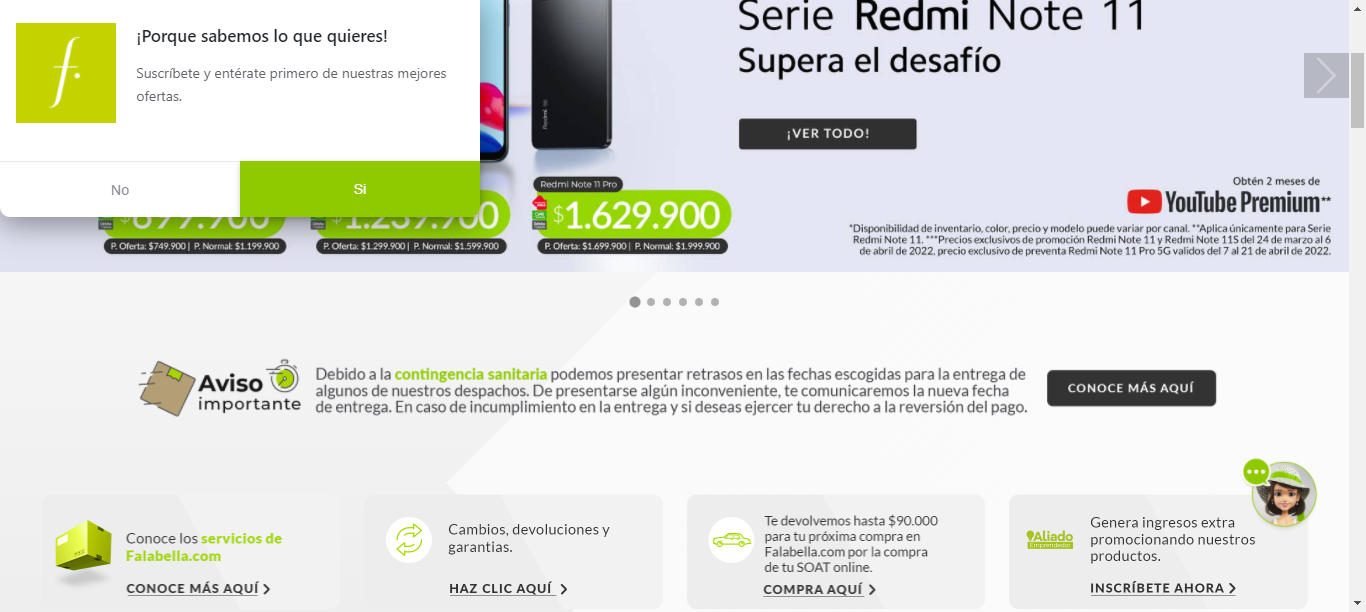 ¡Porque sabemos lo que quieres!
Suscríbete y entérate primero de nuestras mejores
ofertas.
No
Si
Serie Redmi Note 11
Supera el desafío
¡VER TODO!
Redmi Note 11 Pro
$1.629.900
P. Oferta: $749.900 | P. Normal: $1.199.900
P. Oferta: $1.299.900 | P. Normal: $1.599.900
P. Oferta: $1.699.900 | P. Normal: $1.999.900
Obtén 2 meses de
YouTube Premium**
*Disponibilidad de inventario, color, precio y modelo puede variar por canal. **Aplica únicamente para Serie
Redmi Note 11. ***Precios exclusivos de promoción Redmi Note 11 y Redmi Note 11S del 24 de marzo al 6
de abril de 2022, precio exclusivo de preventa Redmi Note 11 Pro 5G validos del 7 al 21 de abril de 2022.
Aviso
importante
Debido a la contingencia sanitaria podemos presentar retrasos en las fechas escogidas para la entrega de
algunos de nuestros despachos. De presentarse algún inconveniente, te comunicaremos la nueva fecha
de entrega. En caso de incumplimiento en la entrega y si deseas ejercer tu derecho a la reversión del pago.
CONOCE MÁS AQUÍ
Conoce los servicios de
Falabella.com
CONOCE MÁS AQUÍ
Cambios, devoluciones y
garantias.
HAZ CLIC AQUÍ
Te devolvemos hasta $90.000
para tu próxima compra en
Falabella.com por la compra
de tu SOAT online.
COMPRA AQUÍ
Aliado
Emprendedor
Genera ingresos extra
promocionando nuestros
productos.
INSCRÍBETE AHORA